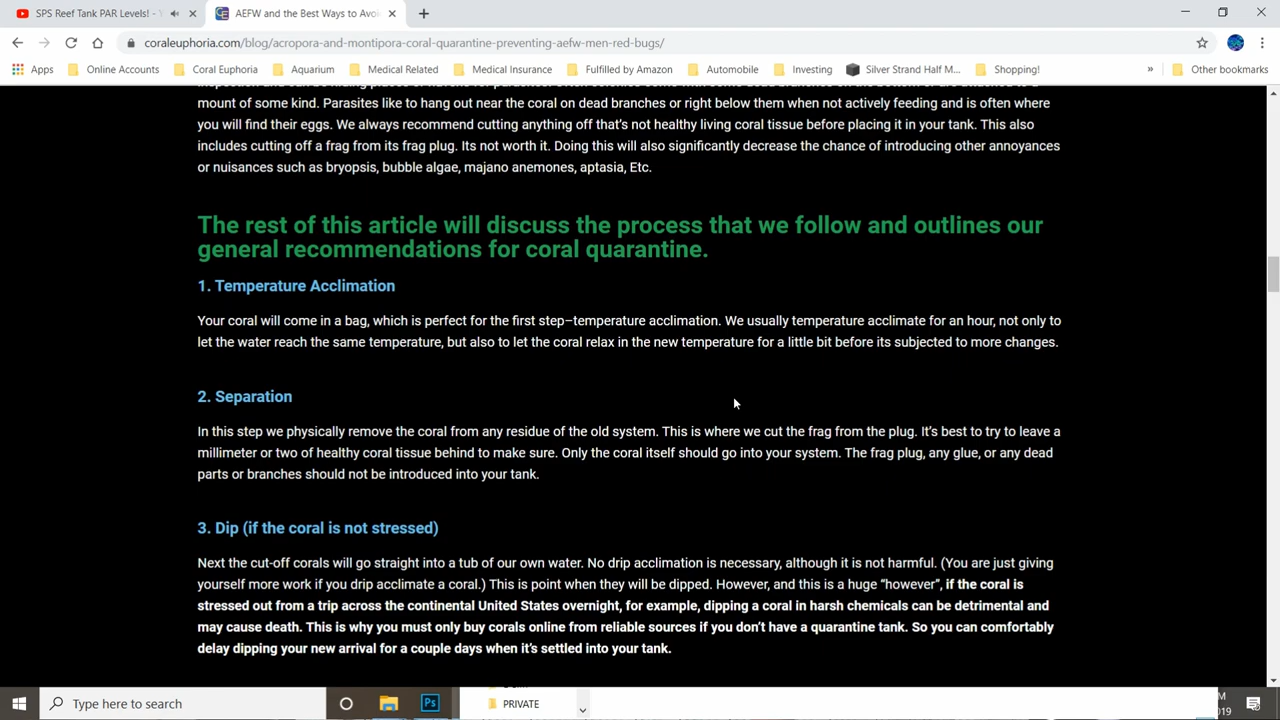 SPS Reef Tank PAR Levels! - Y
AEFW and the Best Ways to Avoi
coraleuphoria.com/blog/acropora-and-montipora-coral-quarantine-preventing-aefw-men-red-bugs/
Apps
Online Accounts
Coral Euphoria
Aquarium
Medical Related
Medical Insurance
Fulfilled by Amazon
Automobile
Investing
Silver Strand Half M...
Shopping!
»
Other bookmarks
mount of some kind. Parasites like to hang out near the coral on dead branches or right below them when not actively feeding and is often where
you will find their eggs. We always recommend cutting anything off that's not healthy living coral tissue before placing it in your tank. This also
includes cutting off a frag from its frag plug. Its not worth it. Doing this will also significantly decrease the chance of introducing other annoyances
or nuisances such as bryopsis, bubble algae, majano anemones, aptasia, Etc.
The rest of this article will discuss the process that we follow and outlines our
general recommendations for coral quarantine.
1. Temperature Acclimation
Your coral will come in a bag, which is perfect for the first step–temperature acclimation. We usually temperature acclimate for an hour, not only to
let the water reach the same temperature, but also to let the coral relax in the new temperature for a little bit before its subjected to more changes.
2. Separation
In this step we physically remove the coral from any residue of the old system. This is where we cut the frag from the plug. It's best to try to leave a
millimeter or two of healthy coral tissue behind to make sure. Only the coral itself should go into your system. The frag plug, any glue, or any dead
parts or branches should not be introduced into your tank.
3. Dip (if the coral is not stressed)
Next the cut-off corals will go straight into a tub of our own water. No drip acclimation is necessary, although it is not harmful. (You are just giving
yourself more work if you drip acclimate a coral.) This is point when they will be dipped. However, and this is a huge "however", if the coral is
stressed out from a trip across the continental United States overnight, for example, dipping a coral in harsh chemicals can be detrimental and
may cause death. This is why you must only buy corals online from reliable sources if you don't have a quarantine tank. So you can comfortably
delay dipping your new arrival for a couple days when it's settled into your tank.
Type here to search
Ps
PRIVATE
M
019